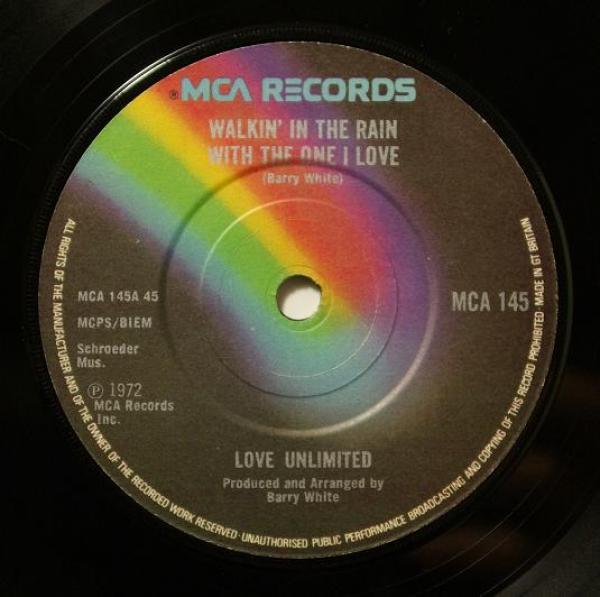 ®MCA RECORDS
WALKIN' IN THE RAIN
WITH THE ONE I LOVE
(Barry White)
MCA 145A 45
MCPS/BIEM
Schroeder
Mus.
Ⓟ 1972
MCA Records
Inc.
MCA 145
LOVE UNLIMITED
Produced and Arranged by
Barry White
ALL RIGHTS OF THE MANUFACTURER AND OF THE OWNER OF THE RECORDED WORK RESERVED · UNAUTHORISED PUBLIC PERFORMANCE BROADCASTING AND COPYING OF THIS RECORD PROHIBITED · MADE IN GT BRITAIN